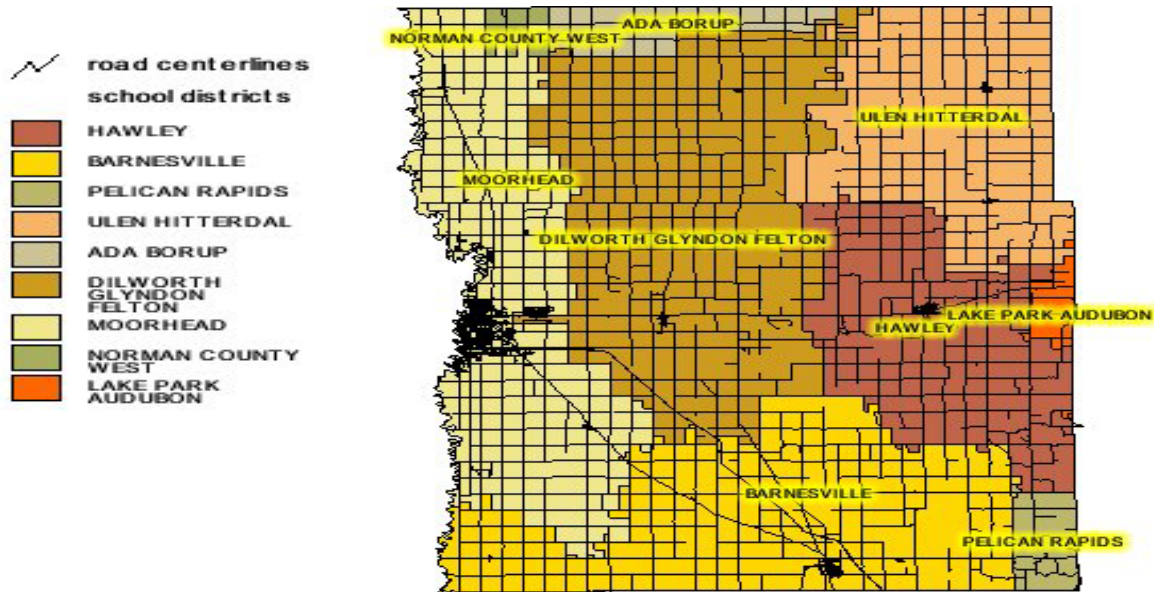 road centerlines
school districts
HAWLEY
BARNESVILLE
PELICAN RAPIDS
ULEN HITTERDAL
ADA BORUP
DILWORTH
GLYNDON
FELTON
MOORHEAD
NORMAN COUNTY
WEST
LAKE PARK
AUDUBON
ADA BORUP
NORMAN COUNTY WEST
ULEN HITTERDAL
MOORHEAD
DILWORTH GLYNDON FELTON
LAKE PARK AUDUBON
HAWLEY
BARNESVILLE
PELICAN RAPIDS